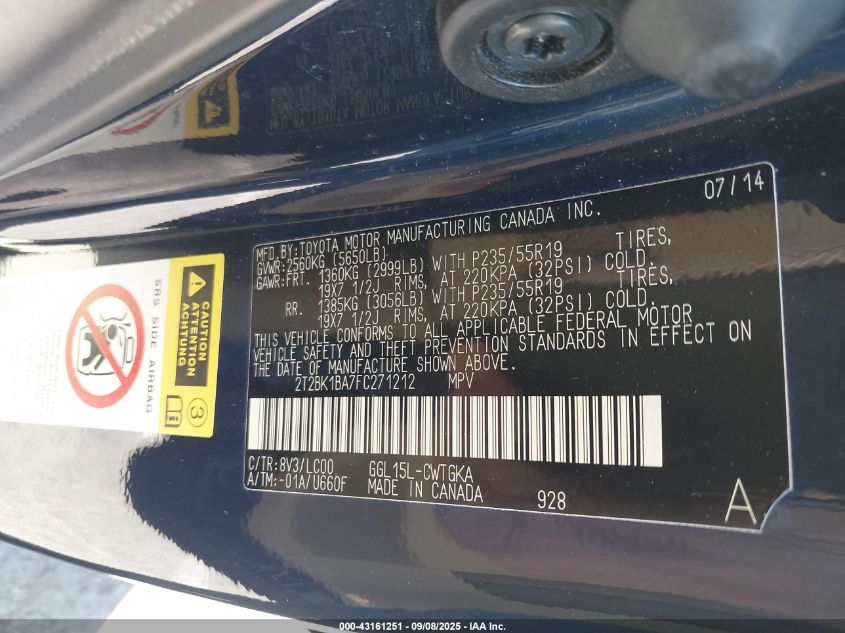 07/14
MFD.BY:TOYOTA MOTOR MANUFACTURING CANADA INC.
GVWR:2560KG (5650LB)
GAWR:FRT. 1360KG (2999LB) WITH P235/55R19 TIRES,
19X7 1/2J RIMS, AT 220KPA (32PSI) COLD.
RR. 1385KG (3056LB) WITH P235/55R19 TIRES,
19X7 1/2J RIMS, AT 220KPA (32PSI) COLD.
THIS VEHICLE CONFORMS TO ALL APPLICABLE FEDERAL MOTOR
VEHICLE SAFETY AND THEFT PREVENTION STANDARDS IN EFFECT ON
THE DATE OF MANUFACTURE SHOWN ABOVE.
2T2BK1BA7FC271212 MPV
C/TR:8V3/LC00 GGL15L-CWTGKA
A/TM:-01A/U660F MADE IN CANADA
928
A
SRS SIDE AIRBAG
CAUTION
ATTENTION
ACHTUNG
3
000-43161251 - 09/08/2025 - IAA Inc.